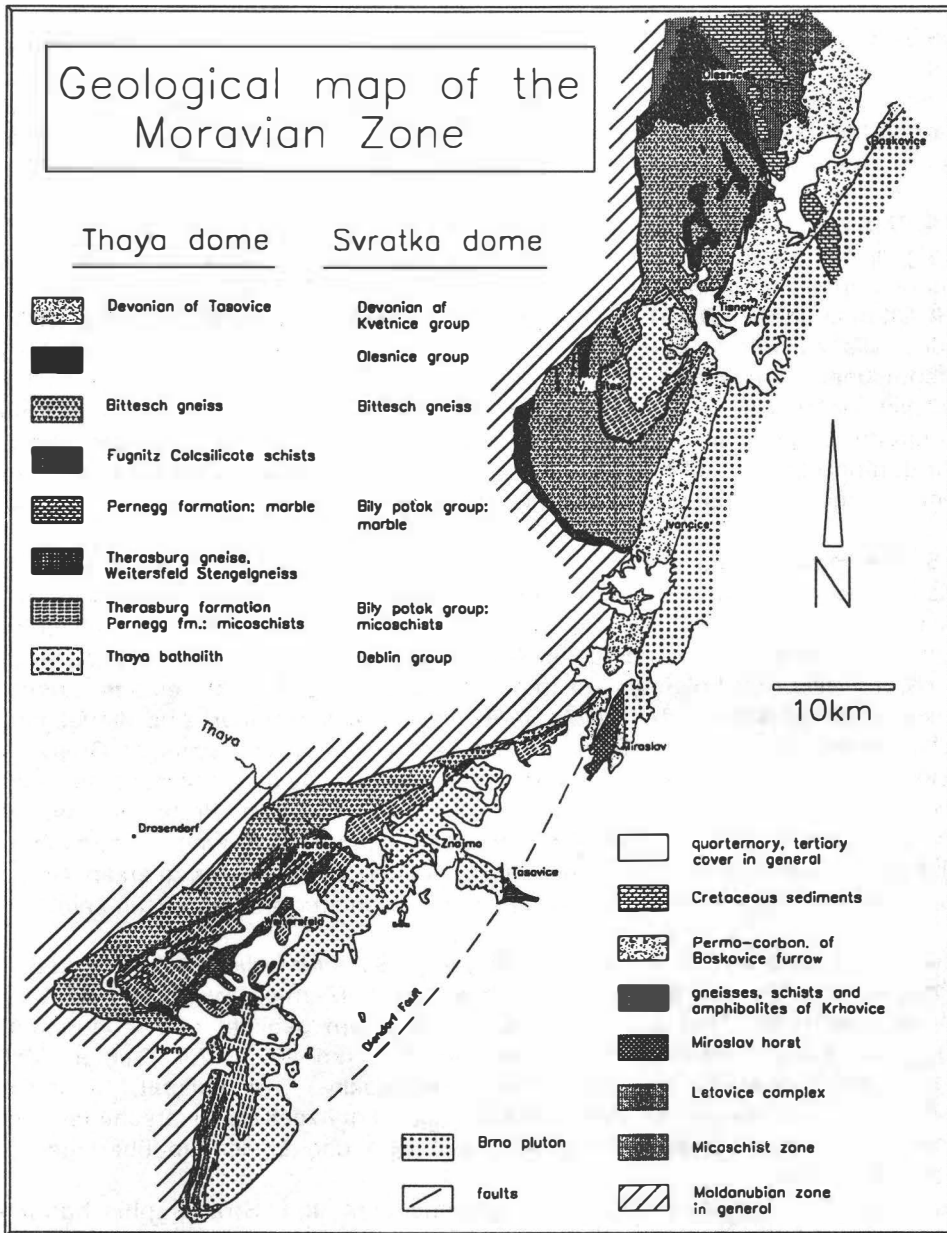 Geological map of the
Moravian Zone
Thaya dome
Svratka dome
Devonian of Tasovice
Devonian of
Kvetnice group
Olesnice group
Bittesch gneiss
Bittesch gneiss
Fugnitz Calcsilicate schists
Pernegg formation: marble
Bily potok group:
marble
Therasburg gneise,
Weitersfeld Stengelgneiss
Therasburg formation
Pernegg fm.: micaschists
Bily potok group:
micaschists
Thaya batholith
Deblin group
Olesnice
Boskovice
Tisnov
Ivancice
N
10km
Miroslav
Thaya
Drosendorf
Hardegg
Znojmo
Tasovice
Weitersfeld
Horn
Diendorf Fault
quarternary, tertiary
cover in general
Cretaceous sediments
Permo-carbon. of
Boskovice furrow
gneisses, schists and
amphibolites of Krhovice
Miroslav horst
Letovice complex
Brno pluton
Micaschist zone
faults
Moldanubian zone
in general